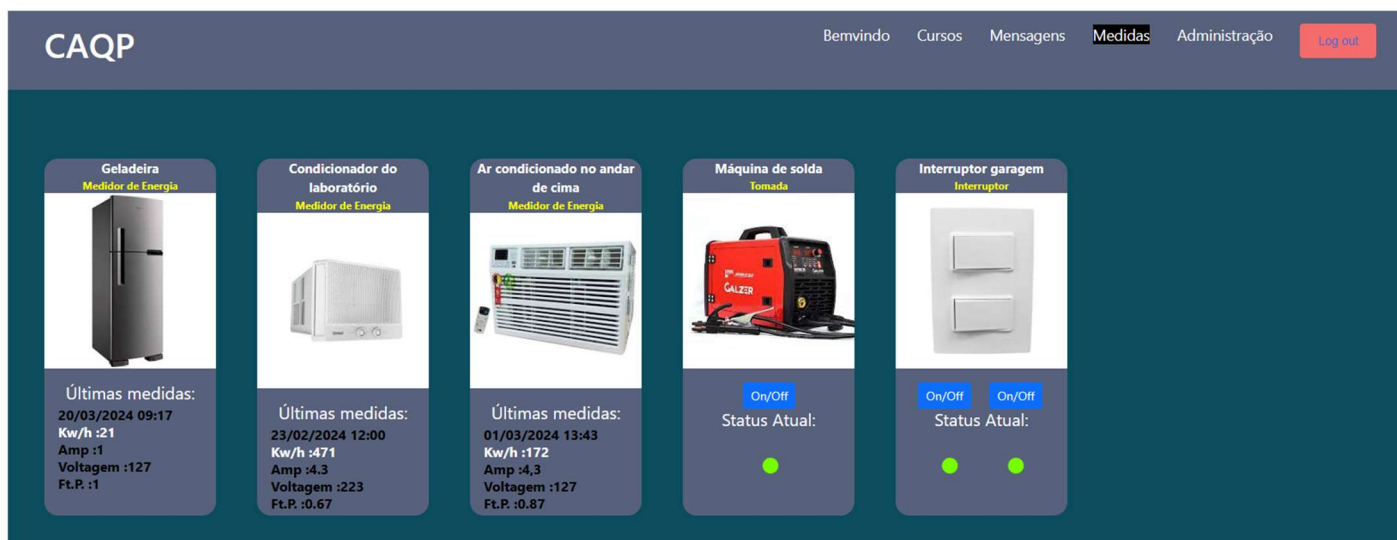 CAQP
Bemvindo Cursos Mensagens Medidas Administração Log out
Geladeira
Medidor de Energia
Últimas medidas:
20/03/2024 09:17
Kw/h :21
Amp :1
Voltagem :127
Ft.P. :1
Condicionador do
laboratório
Medidor de Energia
Últimas medidas:
23/02/2024 12:00
Kw/h :471
Amp :4.3
Voltagem :223
Ft.P. :0.67
Ar condicionado no andar
de cima
Medidor de Energia
Últimas medidas:
01/03/2024 13:43
Kw/h :172
Amp :4,3
Voltagem :127
Ft.P. :0.87
Máquina de solda
Tomada
GALZER
On/Off
Status Atual:
Interruptor garagem
Interruptor
On/Off On/Off
Status Atual: